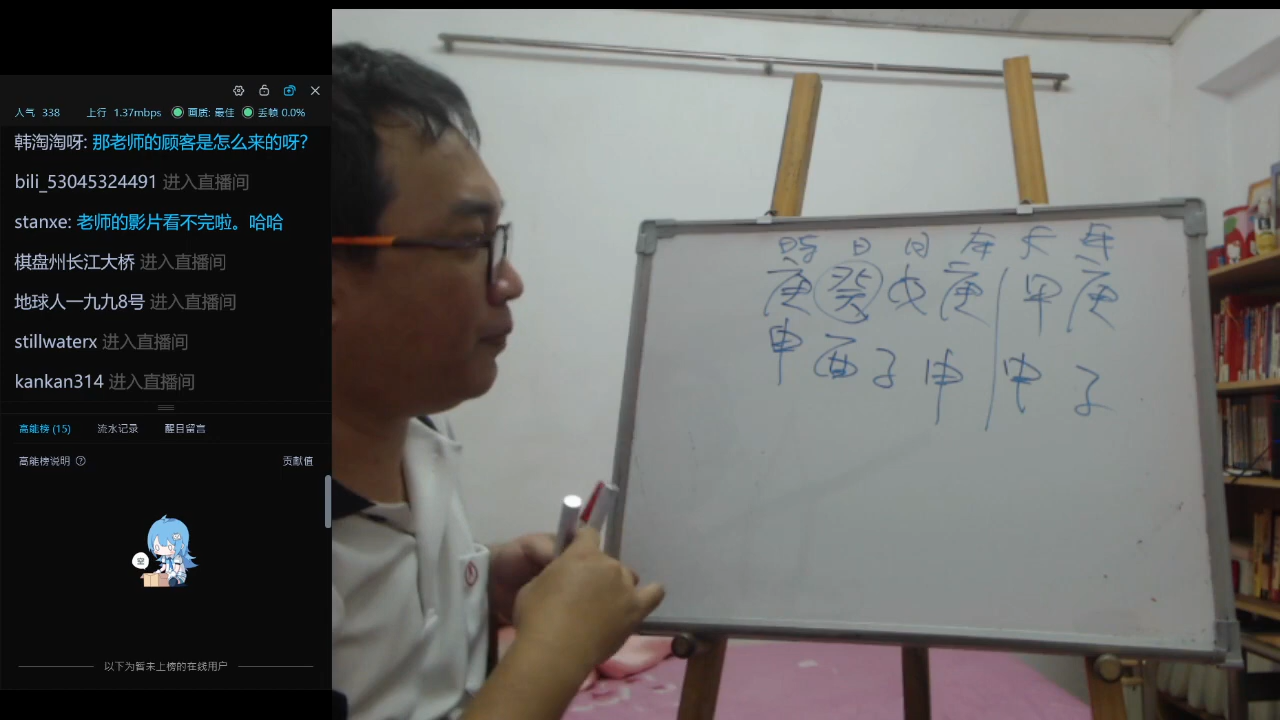 人气 338 上行 1.37mbps 画质: 最佳 丢帧 0.0%
韩淘淘呀: 那老师的顾客是怎么来的呀?
bili_53045324491 进入直播间
stanxe: 老师的影片看不完啦。哈哈
棋盘州长江大桥 进入直播间
地球人一九九8号 进入直播间
stillwaterx 进入直播间
kankan314 进入直播间
高能榜 (15) 流水记录 醒目留言
高能榜说明 贡献值
空
以下为暂未上榜的在线用户
时 日 月 年 大 年
庚 癸 戊 庚 甲 庚
申 酉 子 申 申 子